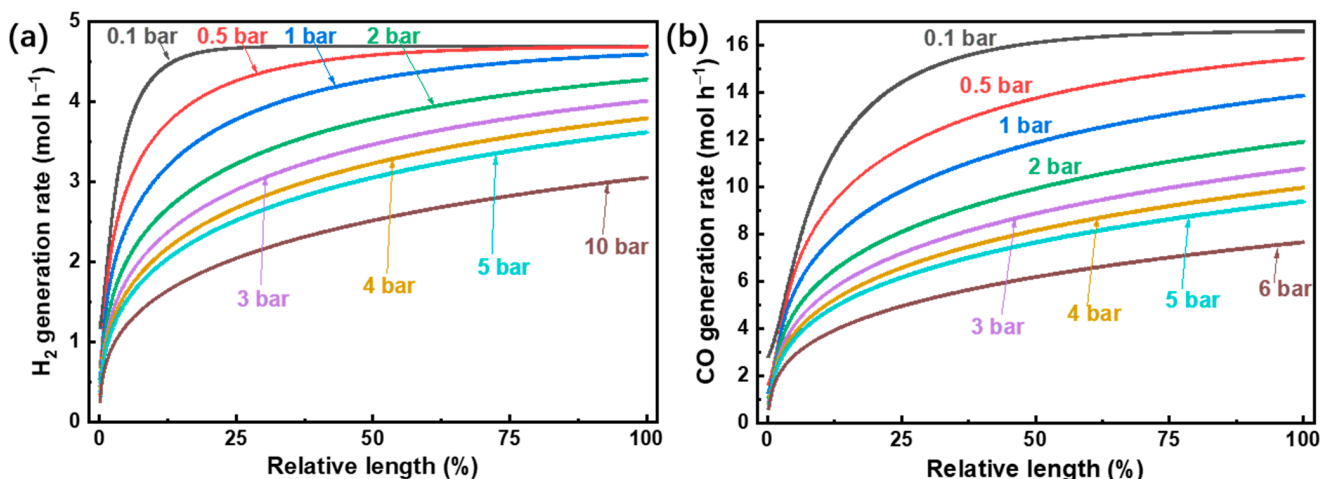 (a)
0.1 bar
0.5 bar
1 bar
2 bar
3 bar
4 bar
5 bar
10 bar
H₂ generation rate (mol h⁻¹)
5
4
3
2
1
0
0
25
50
75
100
Relative length (%)
(b)
0.1 bar
0.5 bar
1 bar
2 bar
3 bar
4 bar
5 bar
6 bar
CO generation rate (mol h⁻¹)
16
14
12
10
8
6
4
2
0
0
25
50
75
100
Relative length (%)